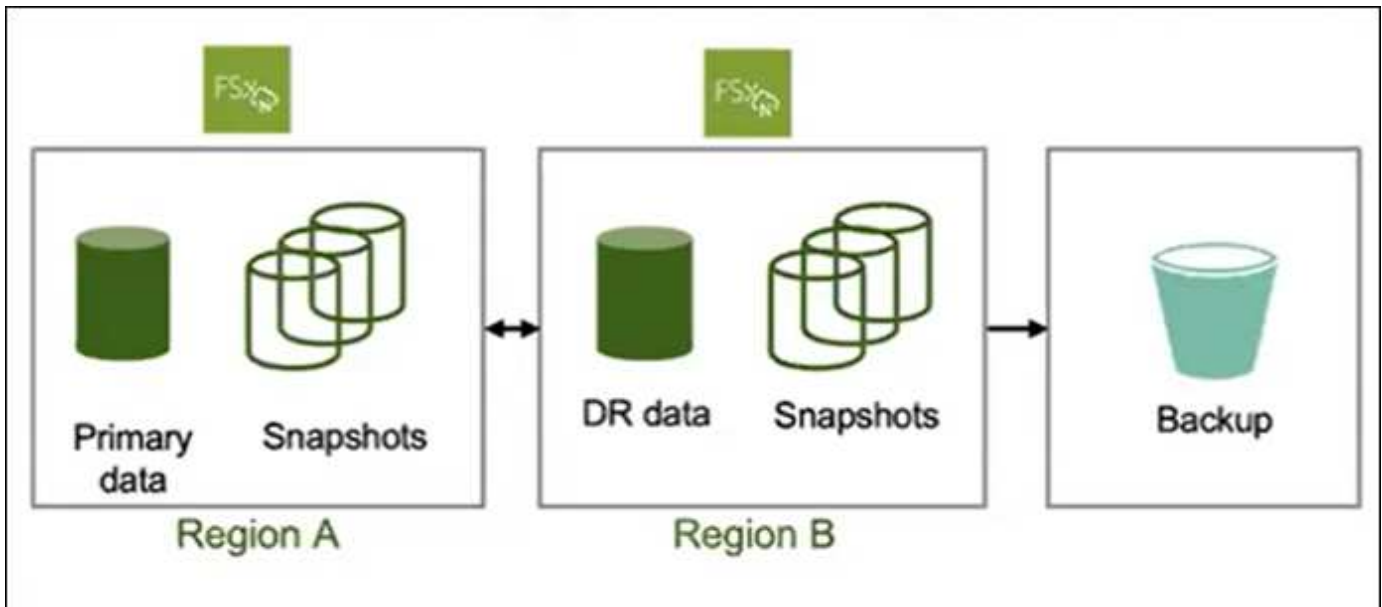 FSx
N
FSx
N
Primary
data
Snapshots
DR data
Snapshots
Backup
Region A
Region B